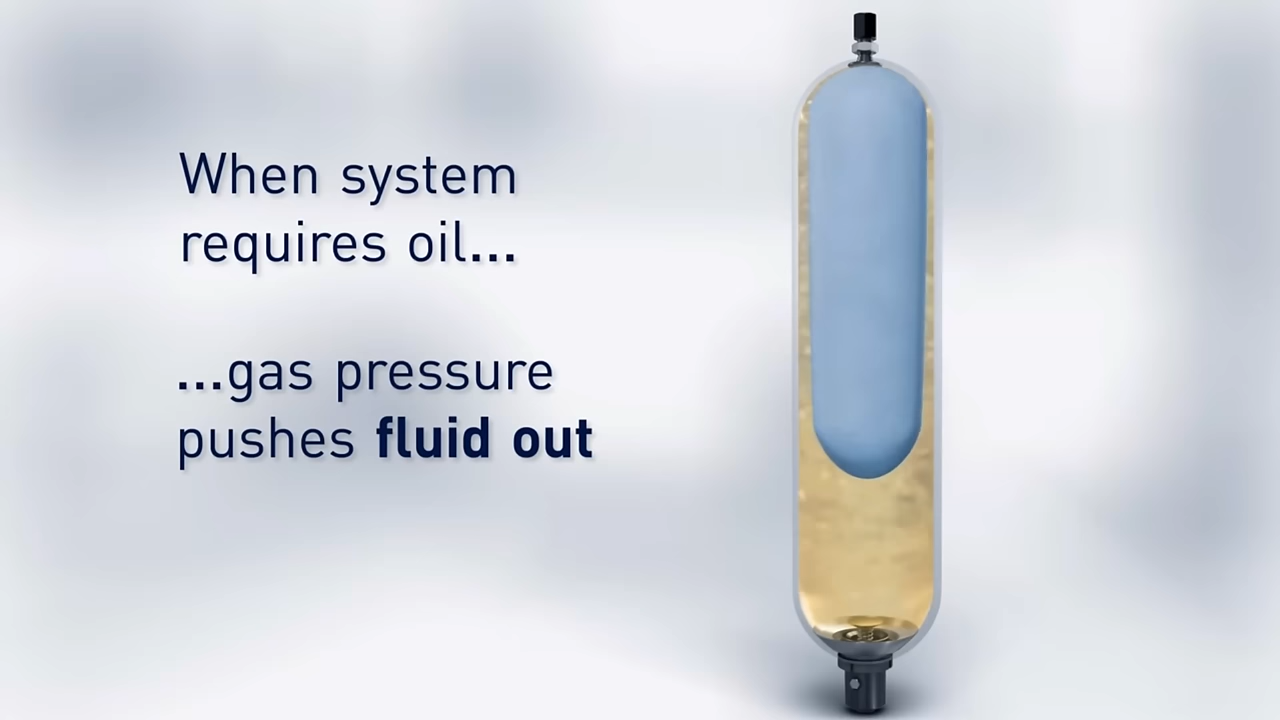 When system
requires oil...
...gas pressure
pushes fluid out